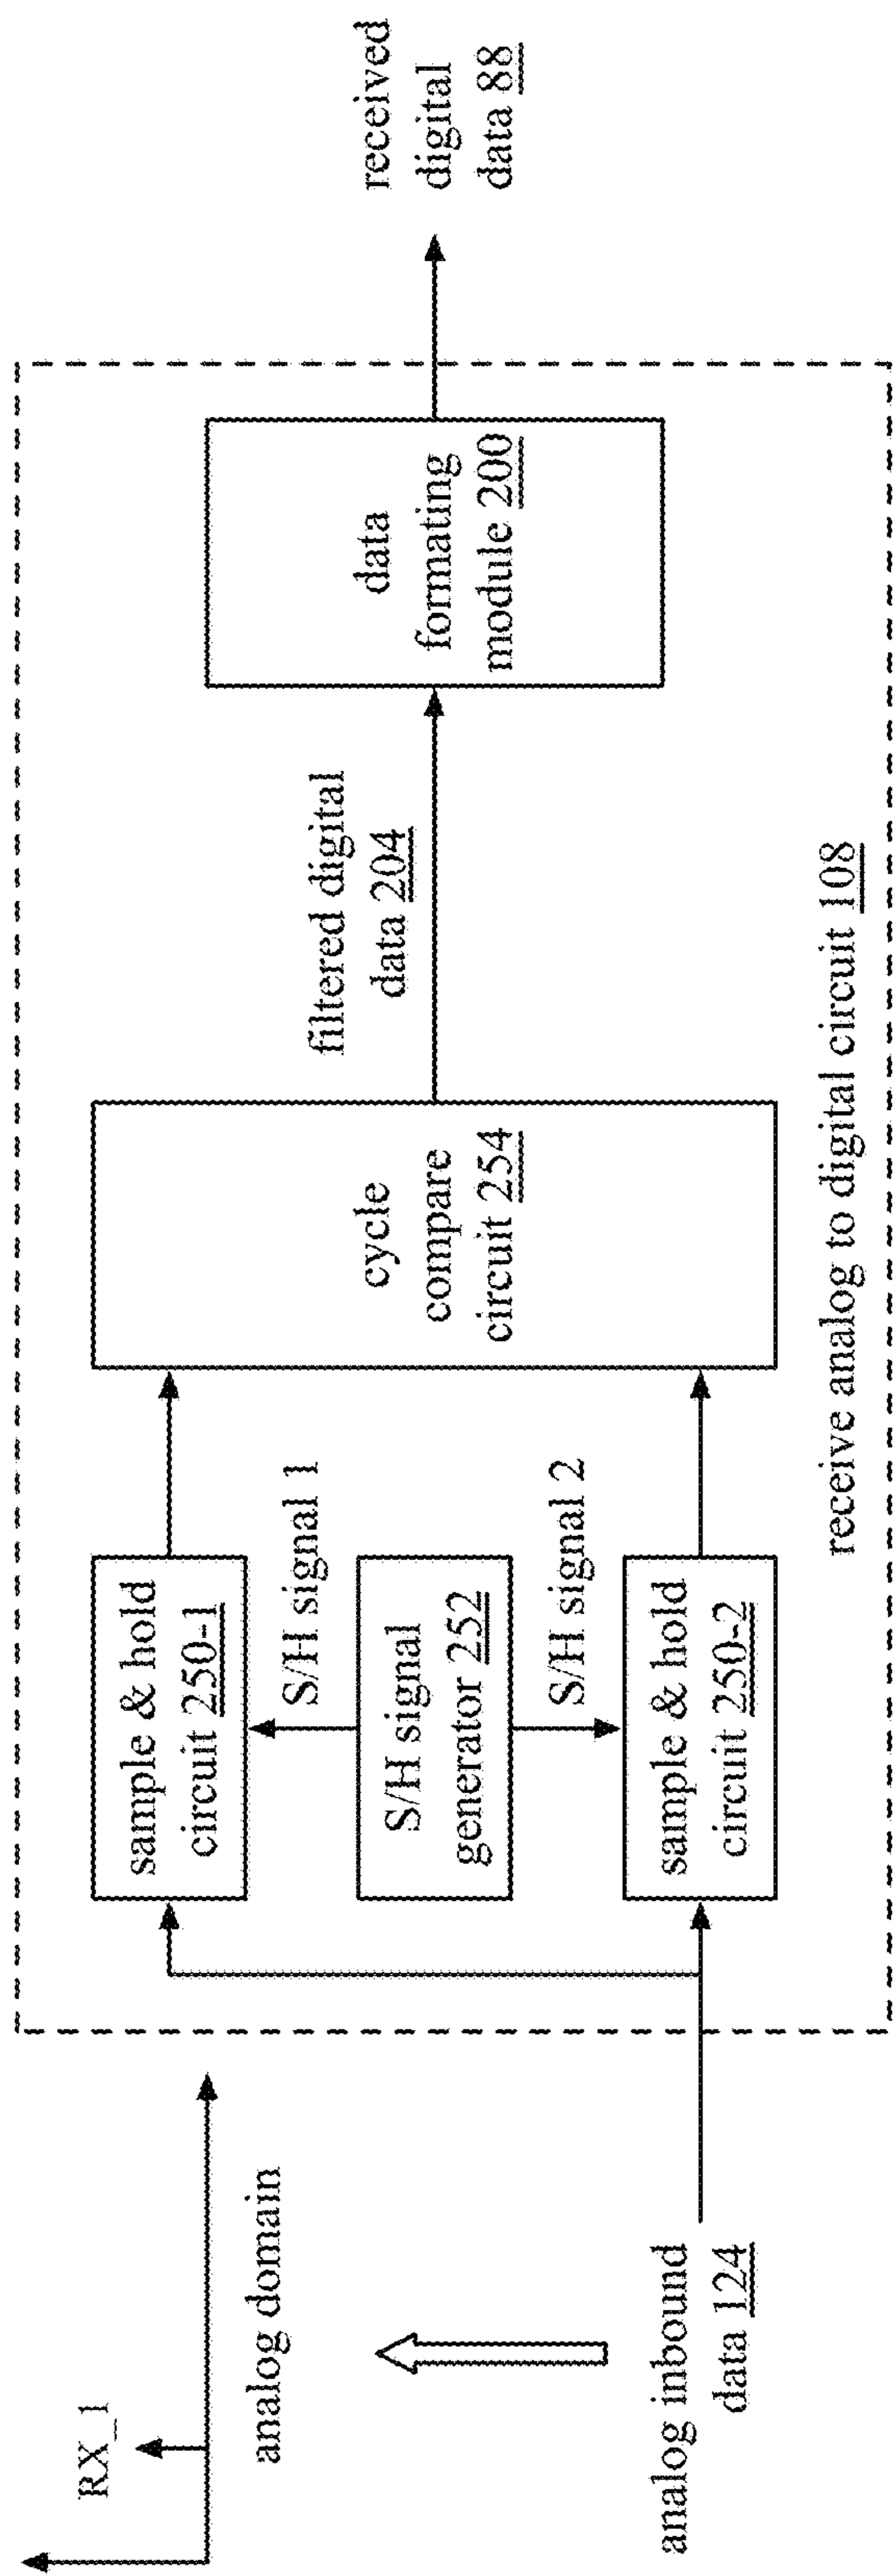 RX_1
analog domain
analog inbound
data 124
sample & hold
circuit 250-1
S/H signal 1
S/H signal
generator 252
S/H signal 2
sample & hold
circuit 250-2
cycle
compare
circuit 254
filtered digital
data 204
data
formating
module 200
receive analog to digital circuit 108
received
digital
data 88